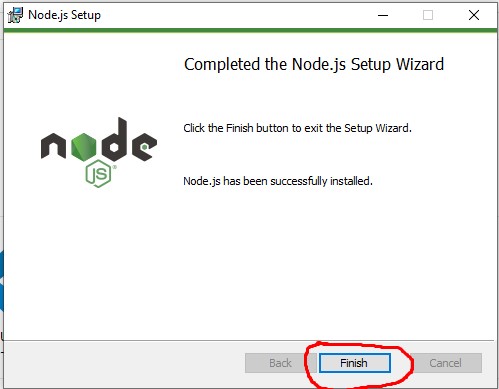 Node.js Setup
Completed the Node.js Setup Wizard
Click the Finish button to exit the Setup Wizard.
node
JS
Node.js has been successfully installed.
Back
Finish
Cancel